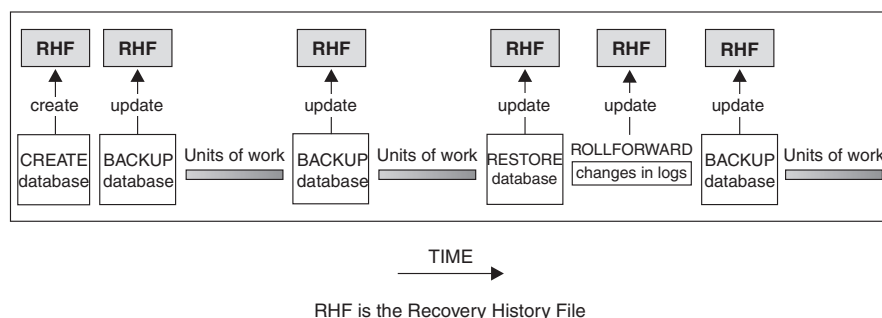 RHF RHF RHF RHF RHF RHF
create update update update update update
CREATE database
BACKUP database
Units of work
BACKUP database
Units of work
RESTORE database
ROLLFORWARD
changes in logs
BACKUP database
Units of work
TIME
RHF is the Recovery History File